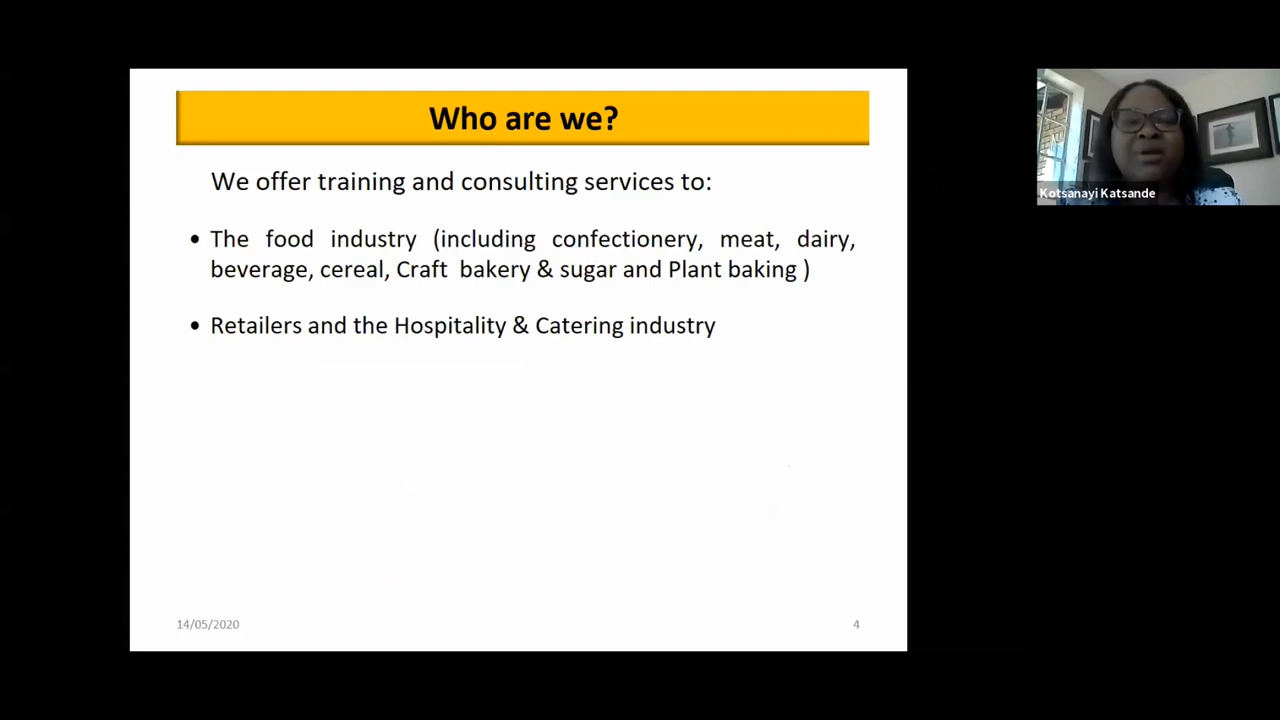 Who are we?
We offer training and consulting services to:
• The food industry (including confectionery, meat, dairy,
beverage, cereal, Craft bakery & sugar and Plant baking )
• Retailers and the Hospitality & Catering industry
14/05/2020
4
Kotsanayi Katsande